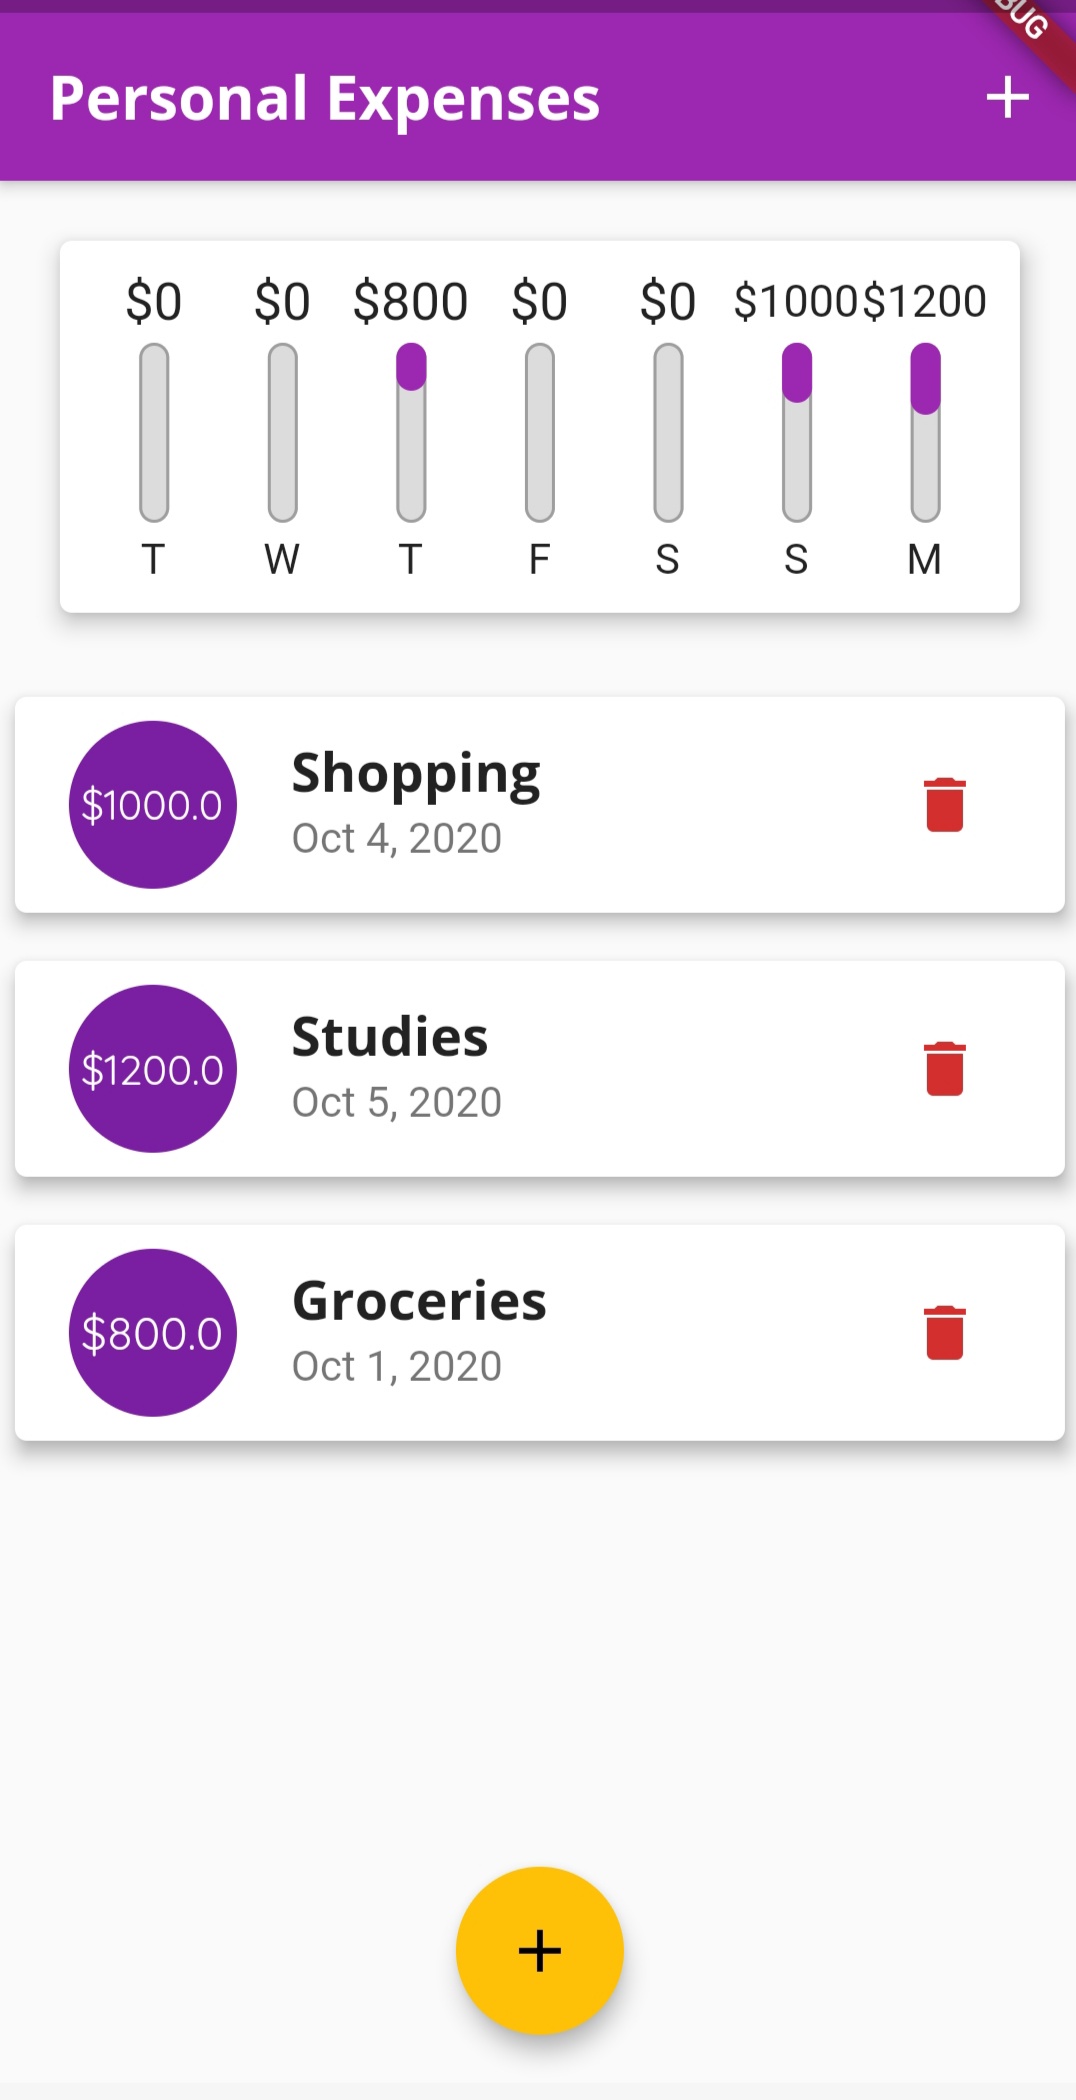 Personal Expenses
$0 $0 $800 $0 $0 $1000 $1200
T W T F S S M
$1000.0
Shopping
Oct 4, 2020
$1200.0
Studies
Oct 5, 2020
$800.0
Groceries
Oct 1, 2020